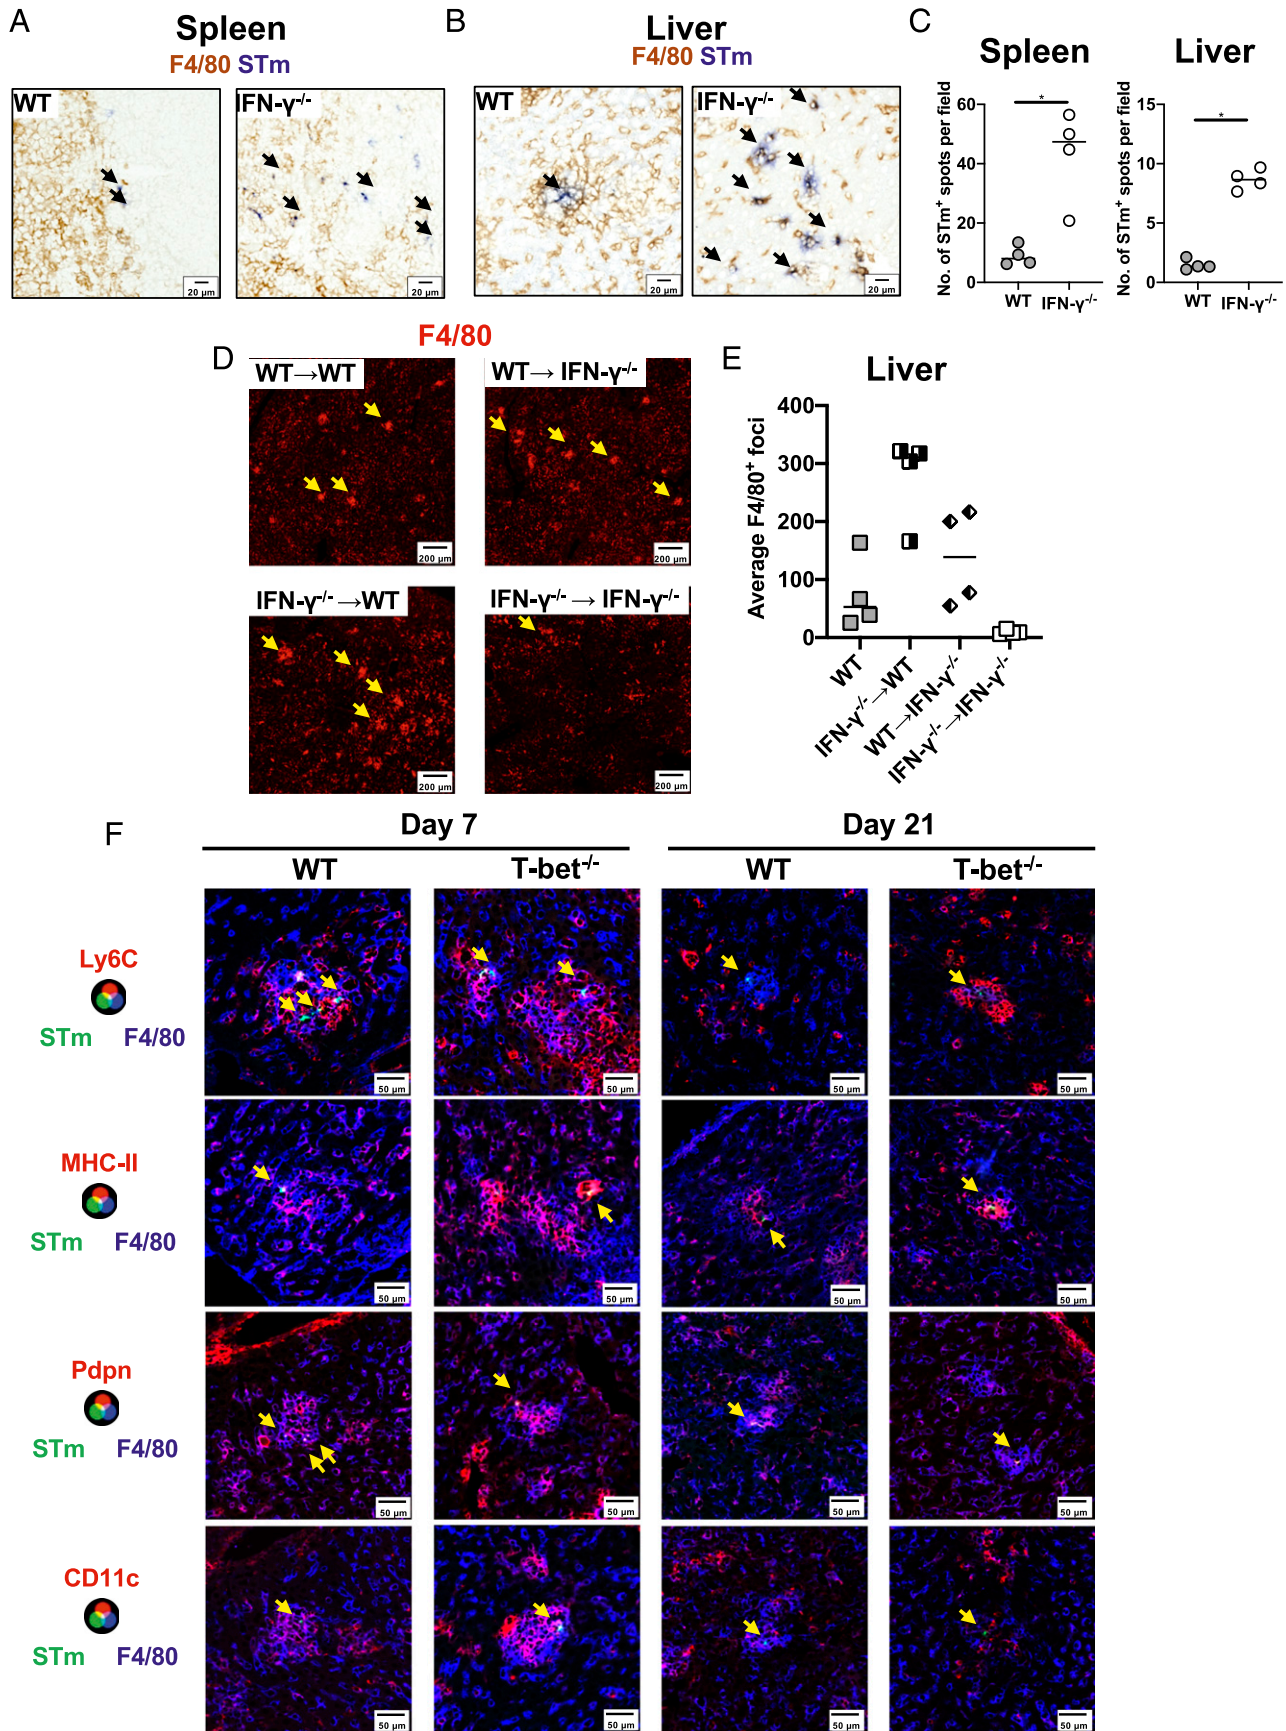 A
Spleen
F4/80 STm
WT
20 µm
IFN-γ-/-
20 µm
B
Liver
F4/80 STm
WT
20 µm
IFN-γ-/-
20 µm
C
Spleen
No. of STm+ spots per field
60
40
20
0
*
WT
IFN-γ-/-
Liver
No. of STm+ spots per field
15
10
5
0
*
WT
IFN-γ-/-
D
F4/80
WT→WT
200 µm
WT→ IFN-γ-/-
200 µm
IFN-γ-/-→WT
200 µm
IFN-γ-/-→ IFN-γ-/-
200 µm
E
Liver
Average F4/80+ foci
400
300
200
100
0
WT
IFN-γ-/-→WT
WT→IFN-γ-/-
IFN-γ-/-→IFN-γ-/-
F
Day 7
Day 21
WT
T-bet-/-
WT
T-bet-/-
Ly6C
STm F4/80
50 µm
50 µm
50 µm
50 µm
MHC-II
STm F4/80
50 µm
50 µm
50 µm
50 µm
Pdpn
STm F4/80
50 µm
50 µm
50 µm
50 µm
CD11c
STm F4/80
50 µm
50 µm
50 µm
50 µm